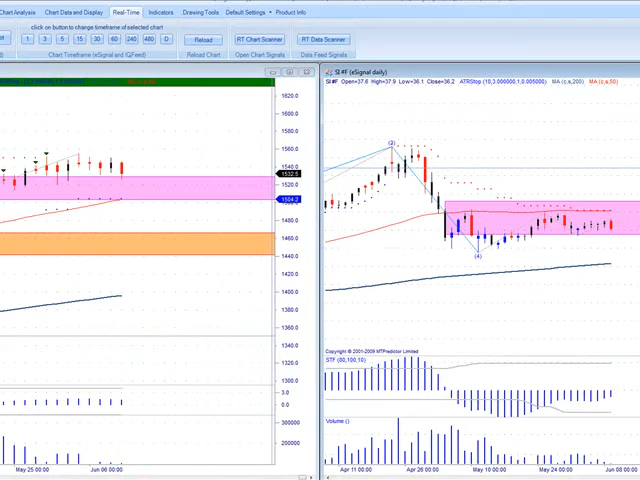 Chart Analysis Chart Data and Display Real-Time Indicators Drawing Tools Default Settings Product Info
click on button to change timeframe of selected chart
1 3 5 15 30 60 240 480 D Reload RT Chart Scanner RT Data Scanner
Chart Timeframe (eSignal and IQFeed) Reload Chart Open Chart Signals Data Feed Signals
SI #F (eSignal daily)
SI #F Open=37.6 High=37.9 Low=36.1 Close=36.2 ATRStop (10,3.000000,1,0.005000) MA (c,s,200) MA (c,s,50)
1620.0
1600.0
1580.0
1560.0
1540.0
1532.5
1520.0
1504.2
1480.0
1460.0
1440.0
1420.0
1400.0
1380.0
1360.0
1340.0
1320.0
1300.0
3.0
0.0
300000
200000
May 25 00:00 Jun 06 00:00
(3)
(4)
Copyright © 2001-2009 MTPredictor Limited
STF (80,100,10)
Volume ()
Apr 11 00:00 Apr 26 00:00 May 10 00:00 May 24 00:00 Jun 08 00:00